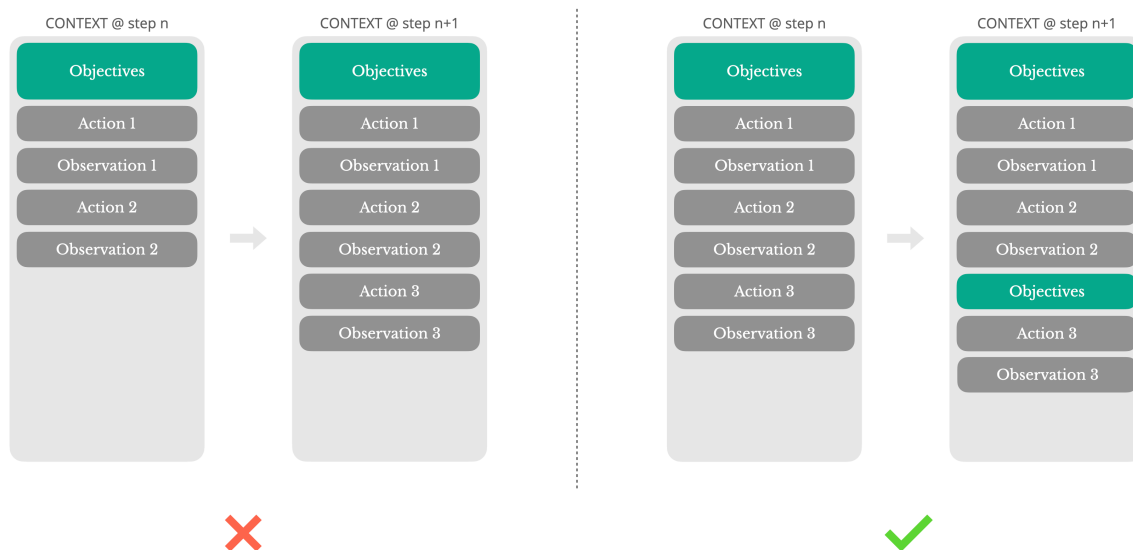 CONTEXT @ step n
Objectives
Action 1
Observation 1
Action 2
Observation 2
CONTEXT @ step n+1
Objectives
Action 1
Observation 1
Action 2
Observation 2
Action 3
Observation 3
CONTEXT @ step n
Objectives
Action 1
Observation 1
Action 2
Observation 2
Action 3
Observation 3
CONTEXT @ step n+1
Objectives
Action 1
Observation 1
Action 2
Observation 2
Objectives
Action 3
Observation 3